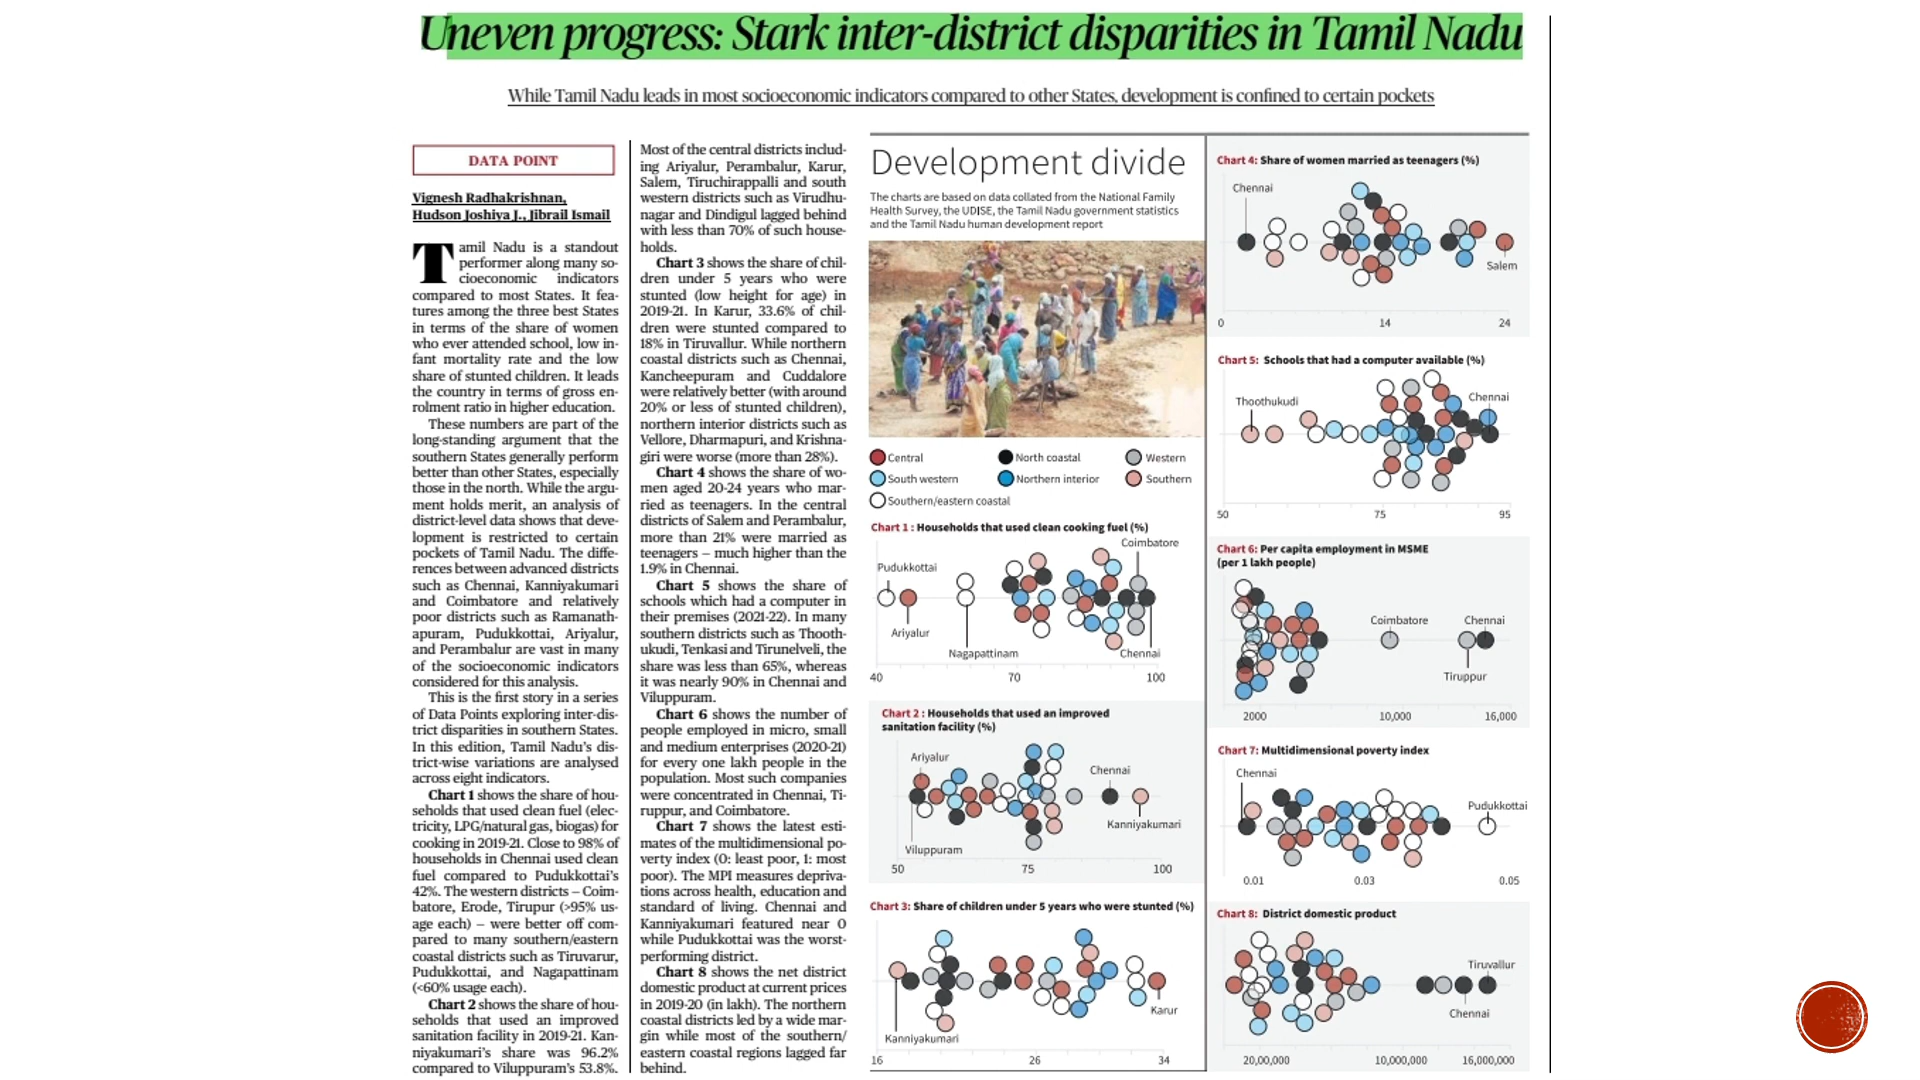 Uneven progress: Stark inter-district disparities in Tamil Nadu
While Tamil Nadu leads in most socioeconomic indicators compared to other States, development is confined to certain pockets
DATA POINT
Vignesh Radhakrishnan,
Hudson Joshiya J., Jibrail Ismail
Tamil Nadu is a standout
performer along many so-
cioeconomic indicators
compared to most States. It fea-
tures among the three best States
in terms of the share of women
who ever attended school, low in-
fant mortality rate and the low
share of stunted children. It leads
the country in terms of gross en-
rolment ratio in higher education.
These numbers are part of the
long-standing argument that the
southern States generally perform
better than other States, especially
those in the north. While the argu-
ment holds merit, an analysis of
district-level data shows that deve-
lopment is restricted to certain
pockets of Tamil Nadu. The diffe-
rences between advanced districts
such as Chennai, Kanniyakumari
and Coimbatore and relatively
poor districts such as Ramanath-
apuram, Pudukkottai, Ariyalur,
and Perambalur are vast in many
of the socioeconomic indicators
considered for this analysis.
This is the first story in a series
of Data Points exploring inter-dis-
trict disparities in southern States.
In this edition, Tamil Nadu's dis-
trict-wise variations are analysed
across eight indicators.
Chart 1 shows the share of hou-
seholds that used clean fuel (elec-
tricity, LPG/natural gas, biogas) for
cooking in 2019-21. Close to 98% of
households in Chennai used clean
fuel compared to Pudukkottai's
42%. The western districts – Coim-
batore, Erode, Tirupur (>95% us-
age each) – were better off com-
pared to many southern/eastern
coastal districts such as Tiruvarur,
Pudukkottai, and Nagapattinam
(<60% usage each).
Chart 2 shows the share of hou-
seholds that used an improved
sanitation facility in 2019-21. Kan-
niyakumari's share was 96.2%
compared to Viluppuram's 53.8%.
Most of the central districts includ-
ing Ariyalur, Perambalur, Karur,
Salem, Tiruchirappalli and south
western districts such as Virudhu-
nagar and Dindigul lagged behind
with less than 70% of such house-
holds.
Chart 3 shows the share of chil-
dren under 5 years who were
stunted (low height for age) in
2019-21. In Karur, 33.6% of chil-
dren were stunted compared to
18% in Tiruvallur. While northern
coastal districts such as Chennai,
Kancheepuram and Cuddalore
were relatively better (with around
20% or less of stunted children),
northern interior districts such as
Vellore, Dharmapuri, and Krishna-
giri were worse (more than 28%).
Chart 4 shows the share of wo-
men aged 20-24 years who mar-
ried as teenagers. In the central
districts of Salem and Perambalur,
more than 21% were married as
teenagers – much higher than the
1.9% in Chennai.
Chart 5 shows the share of
schools which had a computer in
their premises (2021-22). In many
southern districts such as Thooth-
ukudi, Tenkasi and Tirunelveli, the
share was less than 65%, whereas
it was nearly 90% in Chennai and
Viluppuram.
Chart 6 shows the number of
people employed in micro, small
and medium enterprises (2020-21)
for every one lakh people in the
population. Most such companies
were concentrated in Chennai, Ti-
ruppur, and Coimbatore.
Chart 7 shows the latest esti-
mates of the multidimensional po-
verty index (0: least poor, 1: most
poor). The MPI measures depriva-
tions across health, education and
standard of living. Chennai and
Kanniyakumari featured near 0
while Pudukkottai was the worst-
performing district.
Chart 8 shows the net district
domestic product at current prices
in 2019-20 (in lakh). The northern
coastal districts led by a wide mar-
gin while most of the southern/
eastern coastal regions lagged far
behind.
Development divide
The charts are based on data collated from the National Family
Health Survey, the UDISE, the Tamil Nadu government statistics
and the Tamil Nadu human development report
Central
North coastal
Western
South western
Northern interior
Southern
Southern/eastern coastal
Chart 1 : Households that used clean cooking fuel (%)
Coimbatore
Pudukkottai
Ariyalur
Nagapattinam
Chennai
40 70 100
Chart 2 : Households that used an improved
sanitation facility (%)
Ariyalur
Chennai
Kanniyakumari
Viluppuram
50 75 100
Chart 3: Share of children under 5 years who were stunted (%)
Karur
Kanniyakumari
16 26 34
Chart 4: Share of women married as teenagers (%)
Chennai
Salem
0 14 24
Chart 5: Schools that had a computer available (%)
Thoothukudi
Chennai
50 75 95
Chart 6: Per capita employment in MSME
(per 1 lakh people)
Coimbatore
Chennai
Tiruppur
2000 10,000 16,000
Chart 7: Multidimensional poverty index
Chennai
Pudukkottai
0.01 0.03 0.05
Chart 8: District domestic product
Tiruvallur
Chennai
20,00,000 10,000,000 16,000,000